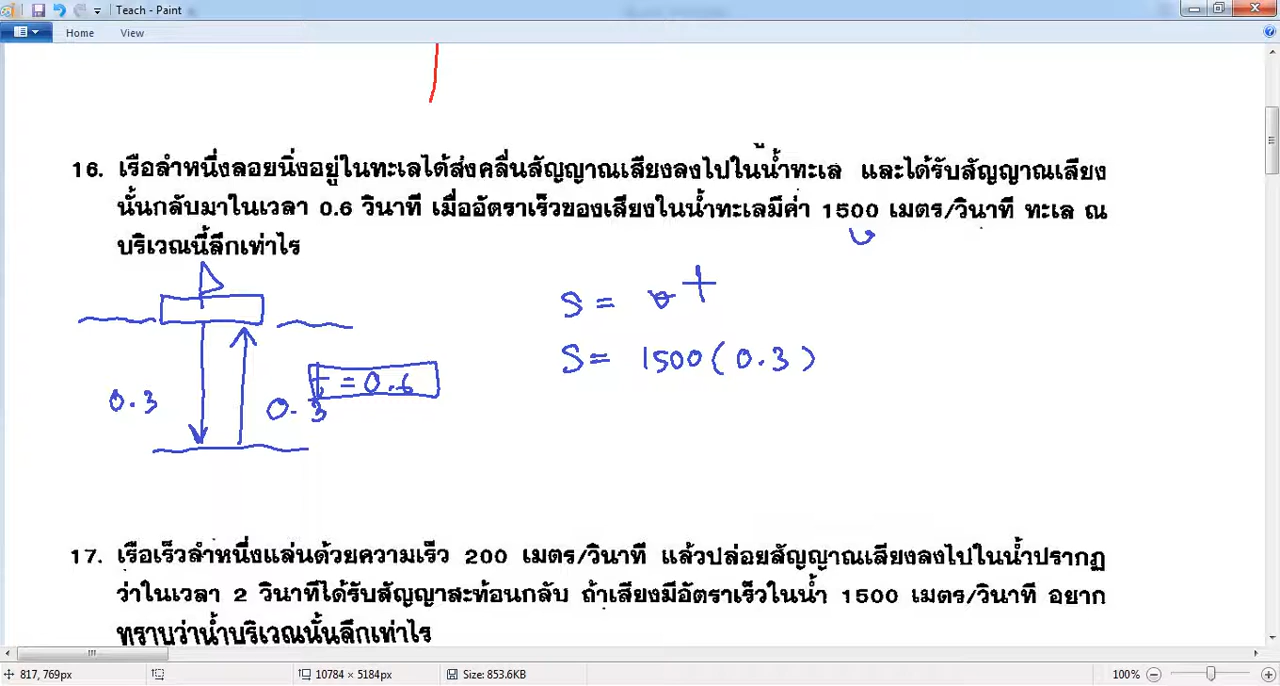 Teach - Paint
Home View
16. เรือลำหนึ่งลอยนิ่งอยู่ในทะเลได้ส่งคลื่นสัญญาณเสียงลงไปในน้ำทะเล และได้รับสัญญาณเสียง
นั้นกลับมาในเวลา 0.6 วินาที เมื่ออัตราเร็วของเสียงในน้ำทะเลมีค่ำ 1500 เมตร/วินาที ทะเล ณ
บริเวณนี้ลึกเท่าไร
S = vt
S = 1500(0.3)
t = 0.6
0.3
0.3
17. เรือเร็วลำหนึ่งแล่นด้วยความเร็ว 200 เมตร/วินาที แล้วปล่อยสัญญาณเสียงลงไปในน้ำปรากฏ
ว่าในเวลา 2 วินาทีได้รับสัญญาสะท้อนกลับ ถ้าเสียงมีอัตราเร็วในน้ำ 1500 เมตร/วินาที อยาก
ทราบว่าน้ำบริเวณนั้นลึกเท่าไร
817, 769px 10784 × 5184px Size: 853.6KB 100%